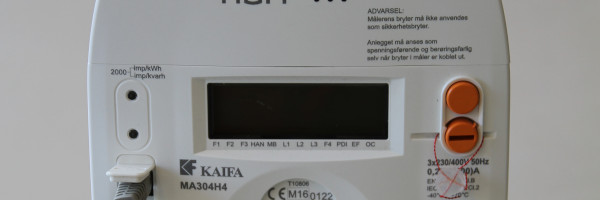 ADVARSEL:
Målerens bryter må ikke anvendes
som sikkerhetsbryter.
Anlegget må anses som
spenningsførende og berøringsfarlig
selv når bryter i måler er koblet ut.
2000 imp/kWh
imp/kvarh
F1 F2 F3 HAN MB L1 L2 L3 F4 PDI EF OC
KAIFA
MA304H4
3x230/400V 50Hz
T10806
CE M16 0122